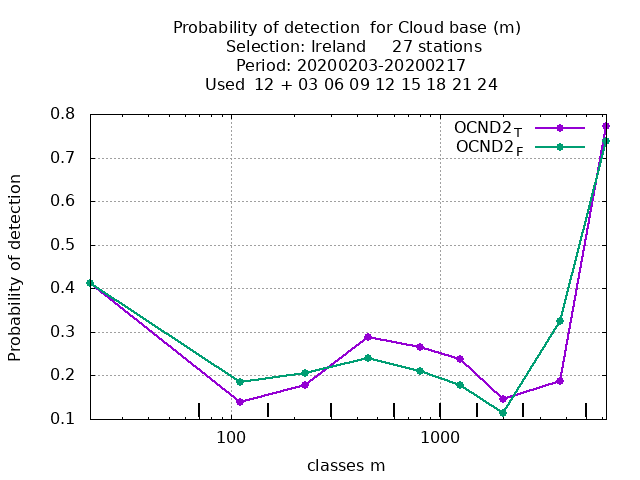 Probability of detection  for Cloud base (m)
Selection: Ireland     27 stations
Period: 20200203-20200217
Used  12 + 03 06 09 12 15 18 21 24
OCND2T
OCND2F
0.8
0.7
0.6
0.5
0.4
0.3
0.2
0.1
Probability of detection
100 1000
classes m